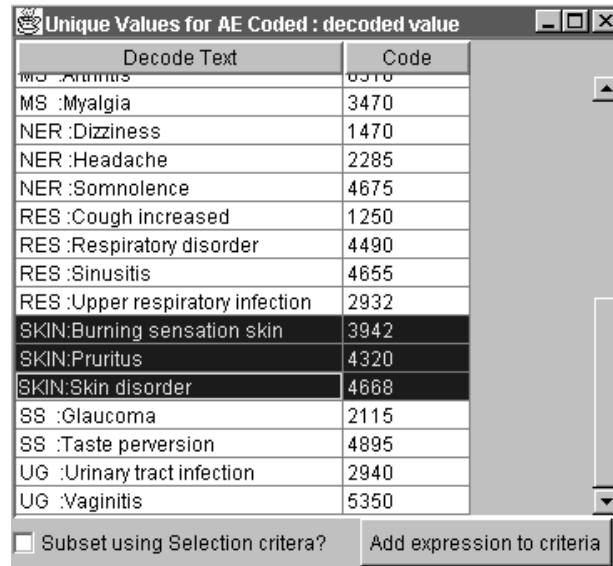 Unique Values for AE Coded : decoded value
Decode Text Code
MS :Myalgia 3470
NER :Dizziness 1470
NER :Headache 2285
NER :Somnolence 4675
RES :Cough increased 1250
RES :Respiratory disorder 4490
RES :Sinusitis 4655
RES :Upper respiratory infection 2932
SKIN:Burning sensation skin 3942
SKIN:Pruritus 4320
SKIN:Skin disorder 4668
SS :Glaucoma 2115
SS :Taste perversion 4895
UG :Urinary tract infection 2940
UG :Vaginitis 5350
Subset using Selection critera? Add expression to criteria